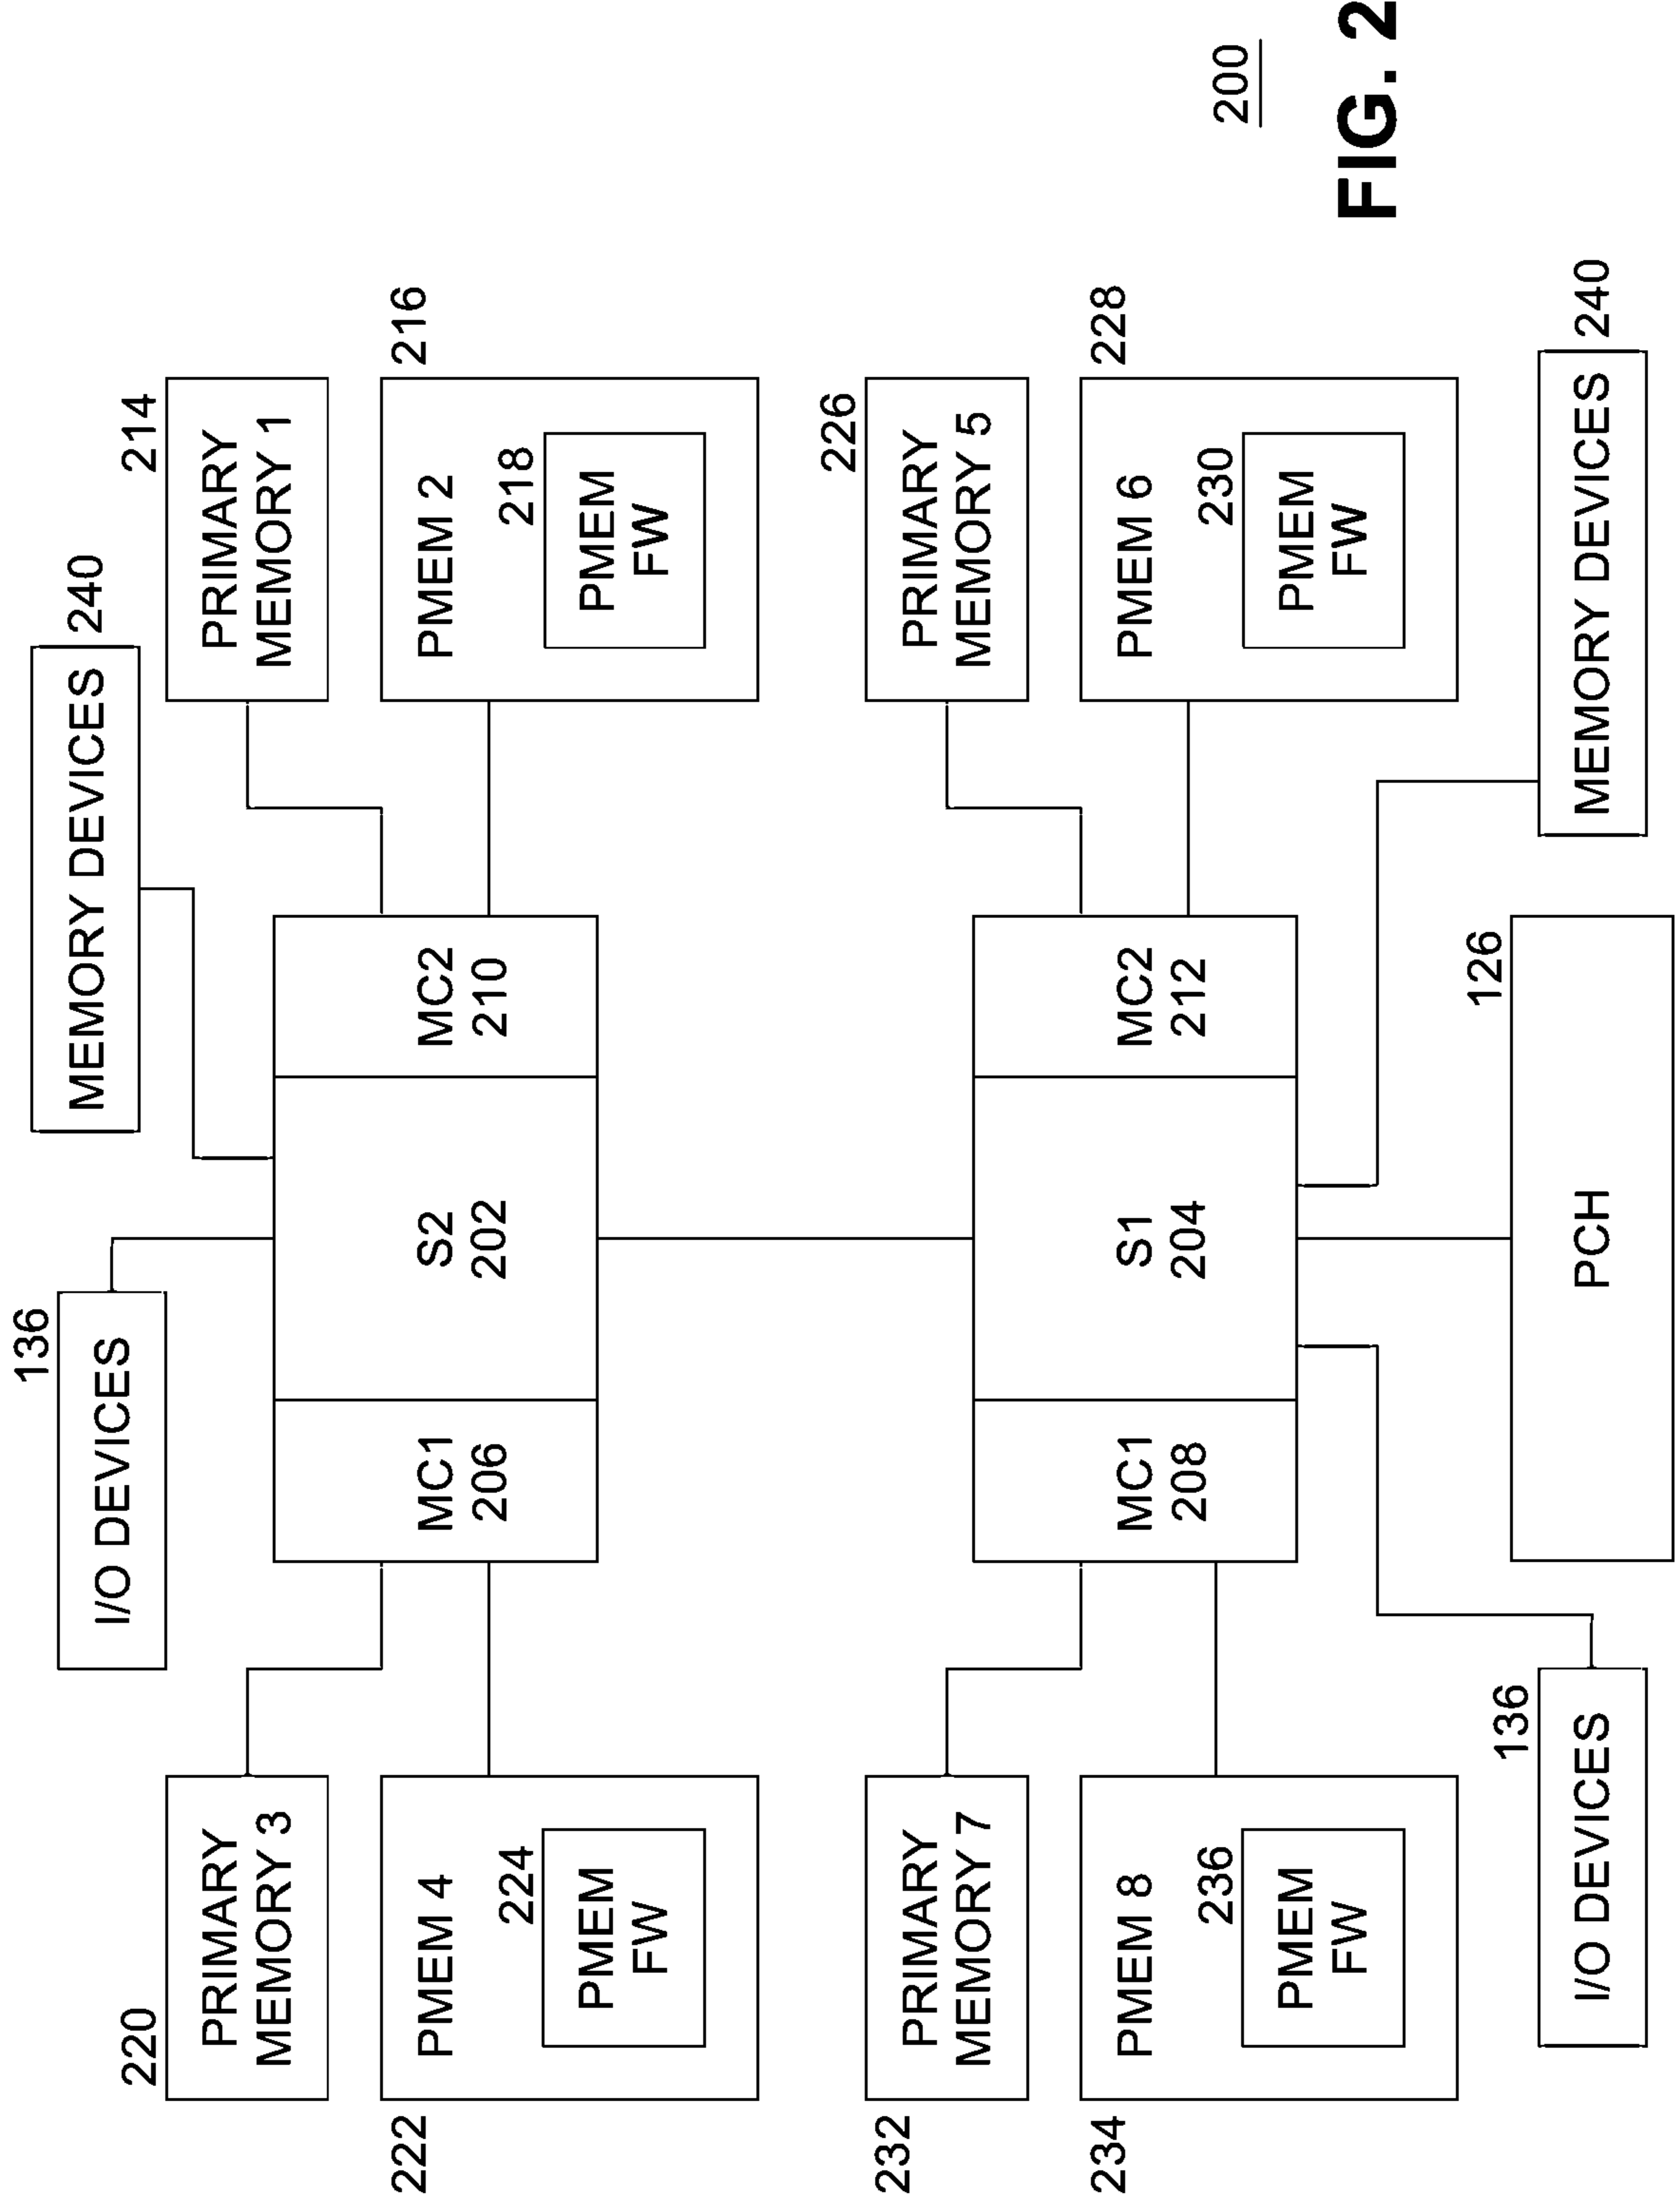 136
I/O DEVICES
MEMORY DEVICES
240
220
PRIMARY
MEMORY 3
214
PRIMARY
MEMORY 1
222
PMEM 4
224
PMEM
FW
MC1
206
S2
202
MC2
210
216
PMEM 2
218
PMEM
FW
232
PRIMARY
MEMORY 7
226
PRIMARY
MEMORY 5
234
PMEM 8
236
PMEM
FW
MC1
208
S1
204
MC2
212
228
PMEM 6
230
PMEM
FW
136
I/O DEVICES
126
PCH
MEMORY DEVICES
240
200
FIG. 2